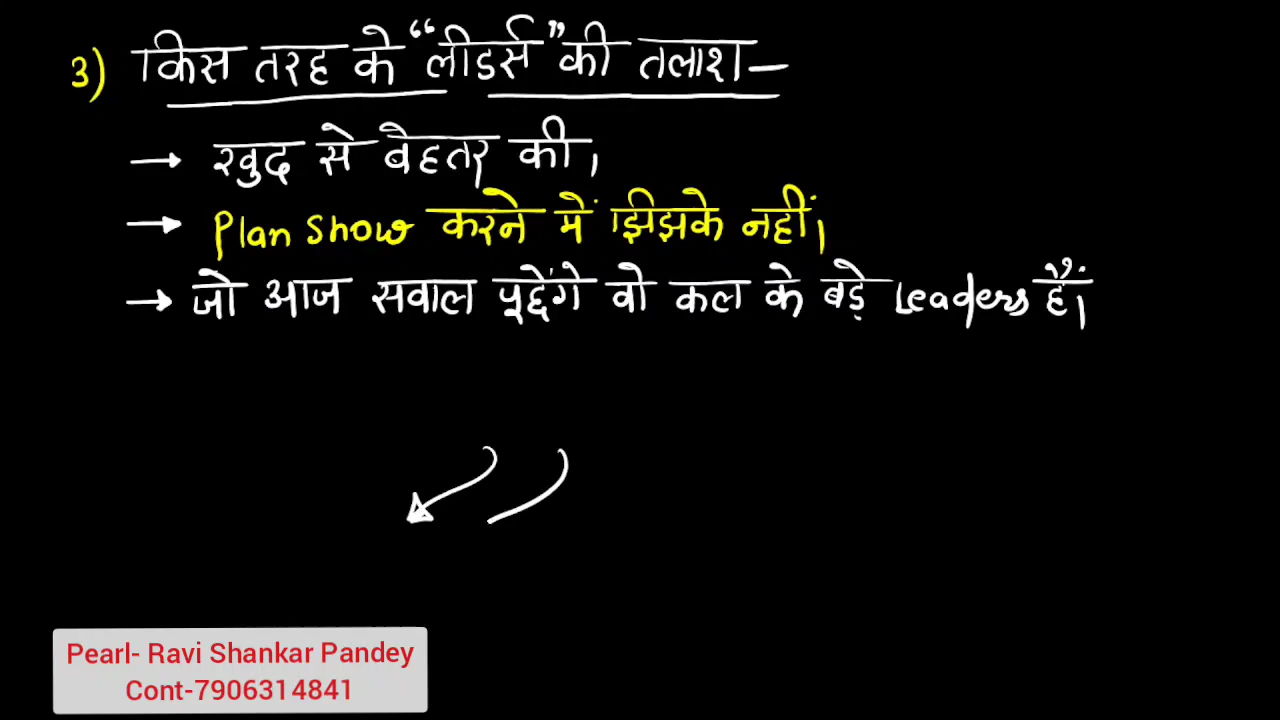 3) किस तरह के “लीडर्स” की तलाश—
→ खुद से बेहतर की।
→ Plan Show करने में झिझके नहीं।
→ जो आज सवाल पूछेंगे वो कल के बड़े Leaders हैं।
Pearl- Ravi Shankar Pandey
Cont-7906314841